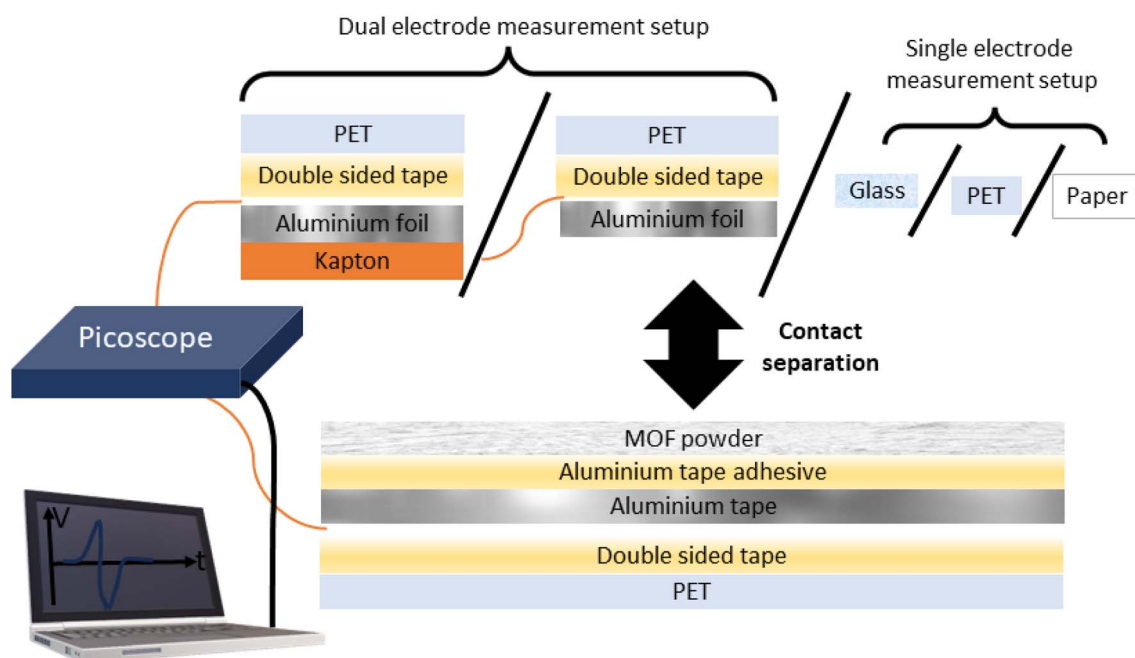 Dual electrode measurement setup
Single electrode
measurement setup
PET
Double sided tape
Aluminium foil
Kapton
PET
Double sided tape
Aluminium foil
Glass
PET
Paper
Picoscope
Contact
separation
MOF powder
Aluminium tape adhesive
Aluminium tape
Double sided tape
PET
V
t